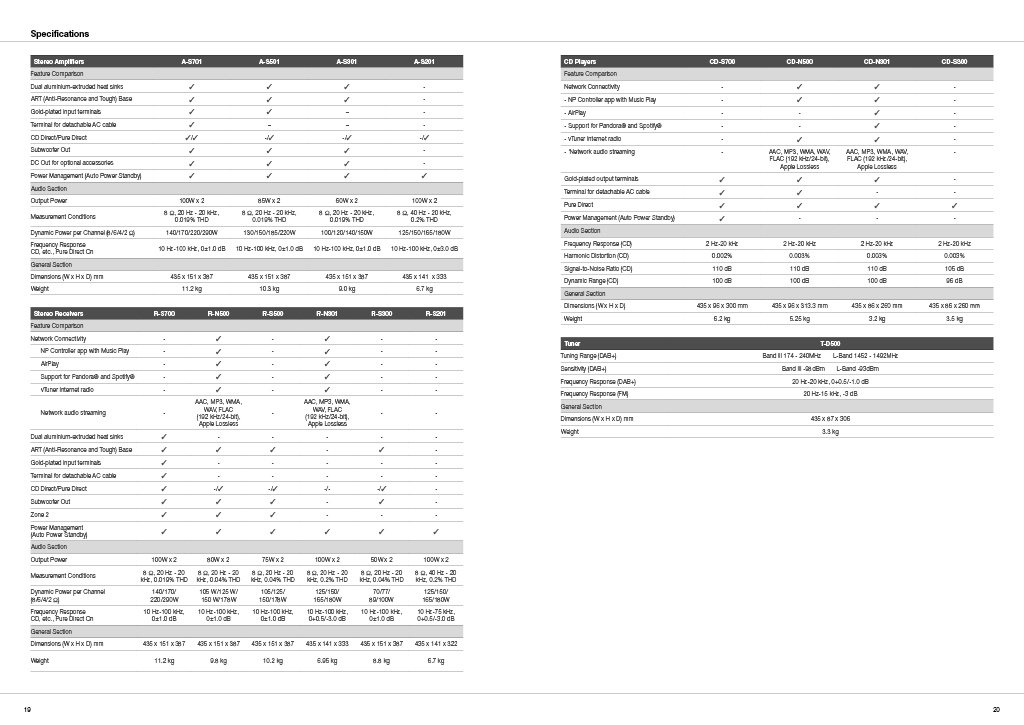 Specifications
Stereo Amplifiers A-S701 A-S501 A-S301 A-S201
Feature Comparison
Dual aluminium-extruded heat sinks ✓ ✓ ✓ -
ART (Anti-Resonance and Tough) Base ✓ ✓ ✓ -
Gold-plated input terminals ✓ ✓ – -
Terminal for detachable AC cable ✓ – – -
CD Direct/Pure Direct ✓/✓ -/✓ -/✓ -/✓
Subwoofer Out ✓ ✓ ✓ -
DC Out for optional accessories ✓ ✓ ✓ -
Power Management (Auto Power Standby) ✓ ✓ ✓ ✓
Audio Section
Output Power 100W x 2 85W x 2 60W x 2 100W x 2
Measurement Conditions 8 Ω, 20 Hz - 20 kHz, 0.019% THD 8 Ω, 20 Hz - 20 kHz, 0.019% THD 8 Ω, 20 Hz - 20 kHz, 0.019% THD 8 Ω, 40 Hz - 20 kHz, 0.2% THD
Dynamic Power per Channel (8/6/4/2 Ω) 140/170/220/290W 130/150/185/220W 100/120/140/150W 125/150/165/180W
Frequency Response
CD, etc., Pure Direct On 10 Hz-100 kHz, 0±1.0 dB 10 Hz-100 kHz, 0±1.0 dB 10 Hz-100 kHz, 0±1.0 dB 10 Hz-100 kHz, 0±3.0 dB
General Section
Dimensions (W x H x D) mm 435 x 151 x 387 435 x 151 x 387 435 x 151 x 387 435 x 141 x 333
Weight 11.2 kg 10.3 kg 9.0 kg 6.7 kg
Stereo Receivers R-S700 R-N500 R-S500 R-N301 R-S300 R-S201
Feature Comparison
Network Connectivity - ✓ - ✓ - -
NP Controller app with Music Play - ✓ - ✓ - -
AirPlay - ✓ - ✓ - -
Support for Pandora® and Spotify® - ✓ - ✓ - -
vTuner internet radio - ✓ - ✓ - -
Network audio streaming - AAC, MP3, WMA, WAV, FLAC (192 kHz/24-bit), Apple Lossless - AAC, MP3, WMA, WAV, FLAC (192 kHz/24-bit), Apple Lossless - -
Dual aluminium-extruded heat sinks ✓ - - - - -
ART (Anti-Resonance and Tough) Base ✓ ✓ ✓ - ✓ -
Gold-plated input terminals ✓ - - - - -
Terminal for detachable AC cable ✓ - - - - -
CD Direct/Pure Direct ✓ -/✓ -/✓ -/- -/✓ -
Subwoofer Out ✓ ✓ ✓ - ✓ -
Zone 2 ✓ ✓ ✓ - - -
Power Management
(Auto Power Standby) ✓ ✓ ✓ ✓ ✓ ✓
Audio Section
Output Power 100W x 2 80W x 2 75W x 2 100W x 2 50W x 2 100W x 2
Measurement Conditions 8 Ω, 20 Hz - 20 kHz, 0.019% THD 8 Ω, 20 Hz - 20 kHz, 0.04% THD 8 Ω, 20 Hz - 20 kHz, 0.04% THD 8 Ω, 20 Hz - 20 kHz, 0.2% THD 8 Ω, 20 Hz - 20 kHz, 0.04% THD 8 Ω, 40 Hz - 20 kHz, 0.2% THD
Dynamic Power per Channel
(8/6/4/2 Ω) 140/170/220/290W 105 W/125 W/150 W/178W 105/125/150/178W 125/150/165/180W 70/77/89/100W 125/150/165/180W
Frequency Response
CD, etc., Pure Direct On 10 Hz-100 kHz, 0±1.0 dB 10 Hz-100 kHz, 0±1.0 dB 10 Hz-100 kHz, 0±1.0 dB 10 Hz-100 kHz, 0+0.5/-3.0 dB 10 Hz-100 kHz, 0±1.0 dB 10 Hz-75 kHz, 0+0.5/-3.0 dB
General Section
Dimensions (W x H x D) mm 435 x 151 x 387 435 x 151 x 387 435 x 151 x 387 435 x 141 x 333 435 x 151 x 387 435 x 141 x 322
Weight 11.2 kg 9.8 kg 10.2 kg 6.95 kg 8.8 kg 6.7 kg
19
CD Players CD-S700 CD-N500 CD-N301 CD-S300
Feature Comparison
Network Connectivity - ✓ ✓ -
- NP Controller app with Music Play - ✓ ✓ -
- AirPlay - - ✓ -
- Support for Pandora® and Spotify® - - ✓ -
- vTuner internet radio - ✓ ✓ -
- *Network audio streaming - AAC, MP3, WMA, WAV, FLAC (192 kHz/24-bit), Apple Lossless AAC, MP3, WMA, WAV, FLAC (192 kHz/24-bit), Apple Lossless -
Gold-plated output terminals ✓ ✓ ✓ -
Terminal for detachable AC cable ✓ ✓ - -
Pure Direct ✓ ✓ ✓ ✓
Power Management (Auto Power Standby) ✓ - - -
Audio Section
Frequency Response (CD) 2 Hz-20 kHz 2 Hz-20 kHz 2 Hz-20 kHz 2 Hz-20 kHz
Harmonic Distortion (CD) 0.002% 0.003% 0.003% 0.003%
Signal-to-Noise Ratio (CD) 110 dB 110 dB 110 dB 105 dB
Dynamic Range (CD) 100 dB 100 dB 100 dB 96 dB
General Section
Dimensions (W x H x D) 435 x 96 x 300 mm 435 x 96 x 313.3 mm 435 x 86 x 260 mm 435 x 86 x 260 mm
Weight 6.2 kg 5.25 kg 3.2 kg 3.5 kg
Tuner T-D500
Tuning Range (DAB+) Band III 174 - 240MHz L-Band 1452 - 1492MHz
Sensitivity (DAB+) Band III -98 dBm L-Band -93dBm
Frequency Response (DAB+) 20 Hz-20 kHz, 0+0.5/-1.0 dB
Frequency Response (FM) 20 Hz-15 kHz, -3 dB
General Section
Dimensions (W x H x D) mm 435 x 87 x 306
Weight 3.3 kg
20